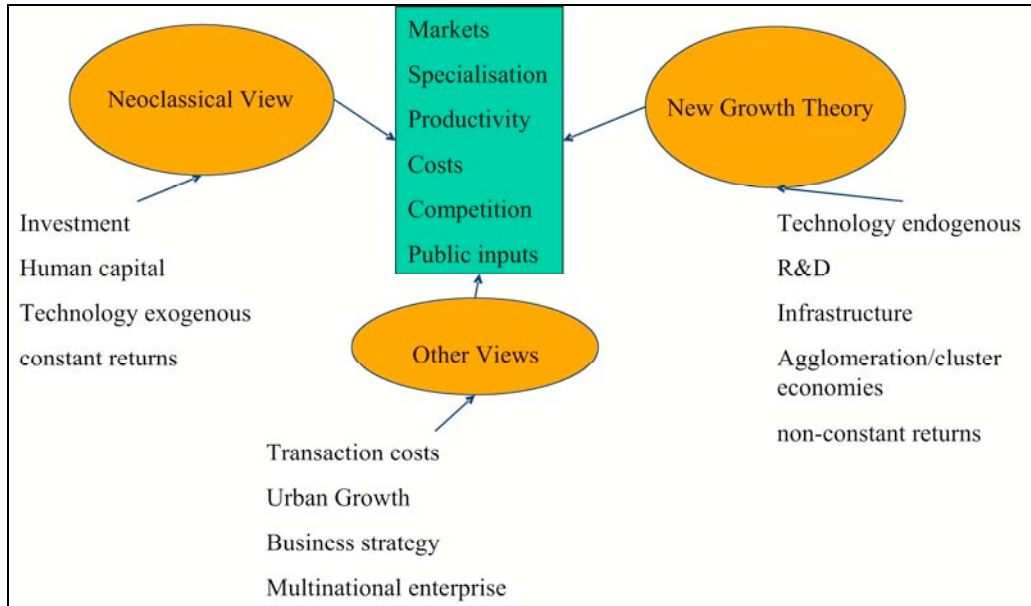 Neoclassical View
Markets
Specialisation
Productivity
Costs
Competition
Public inputs
New Growth Theory
Investment
Human capital
Technology exogenous
constant returns
Other Views
Transaction costs
Urban Growth
Business strategy
Multinational enterprise
Technology endogenous
R&D
Infrastructure
Agglomeration/cluster
economies
non-constant returns